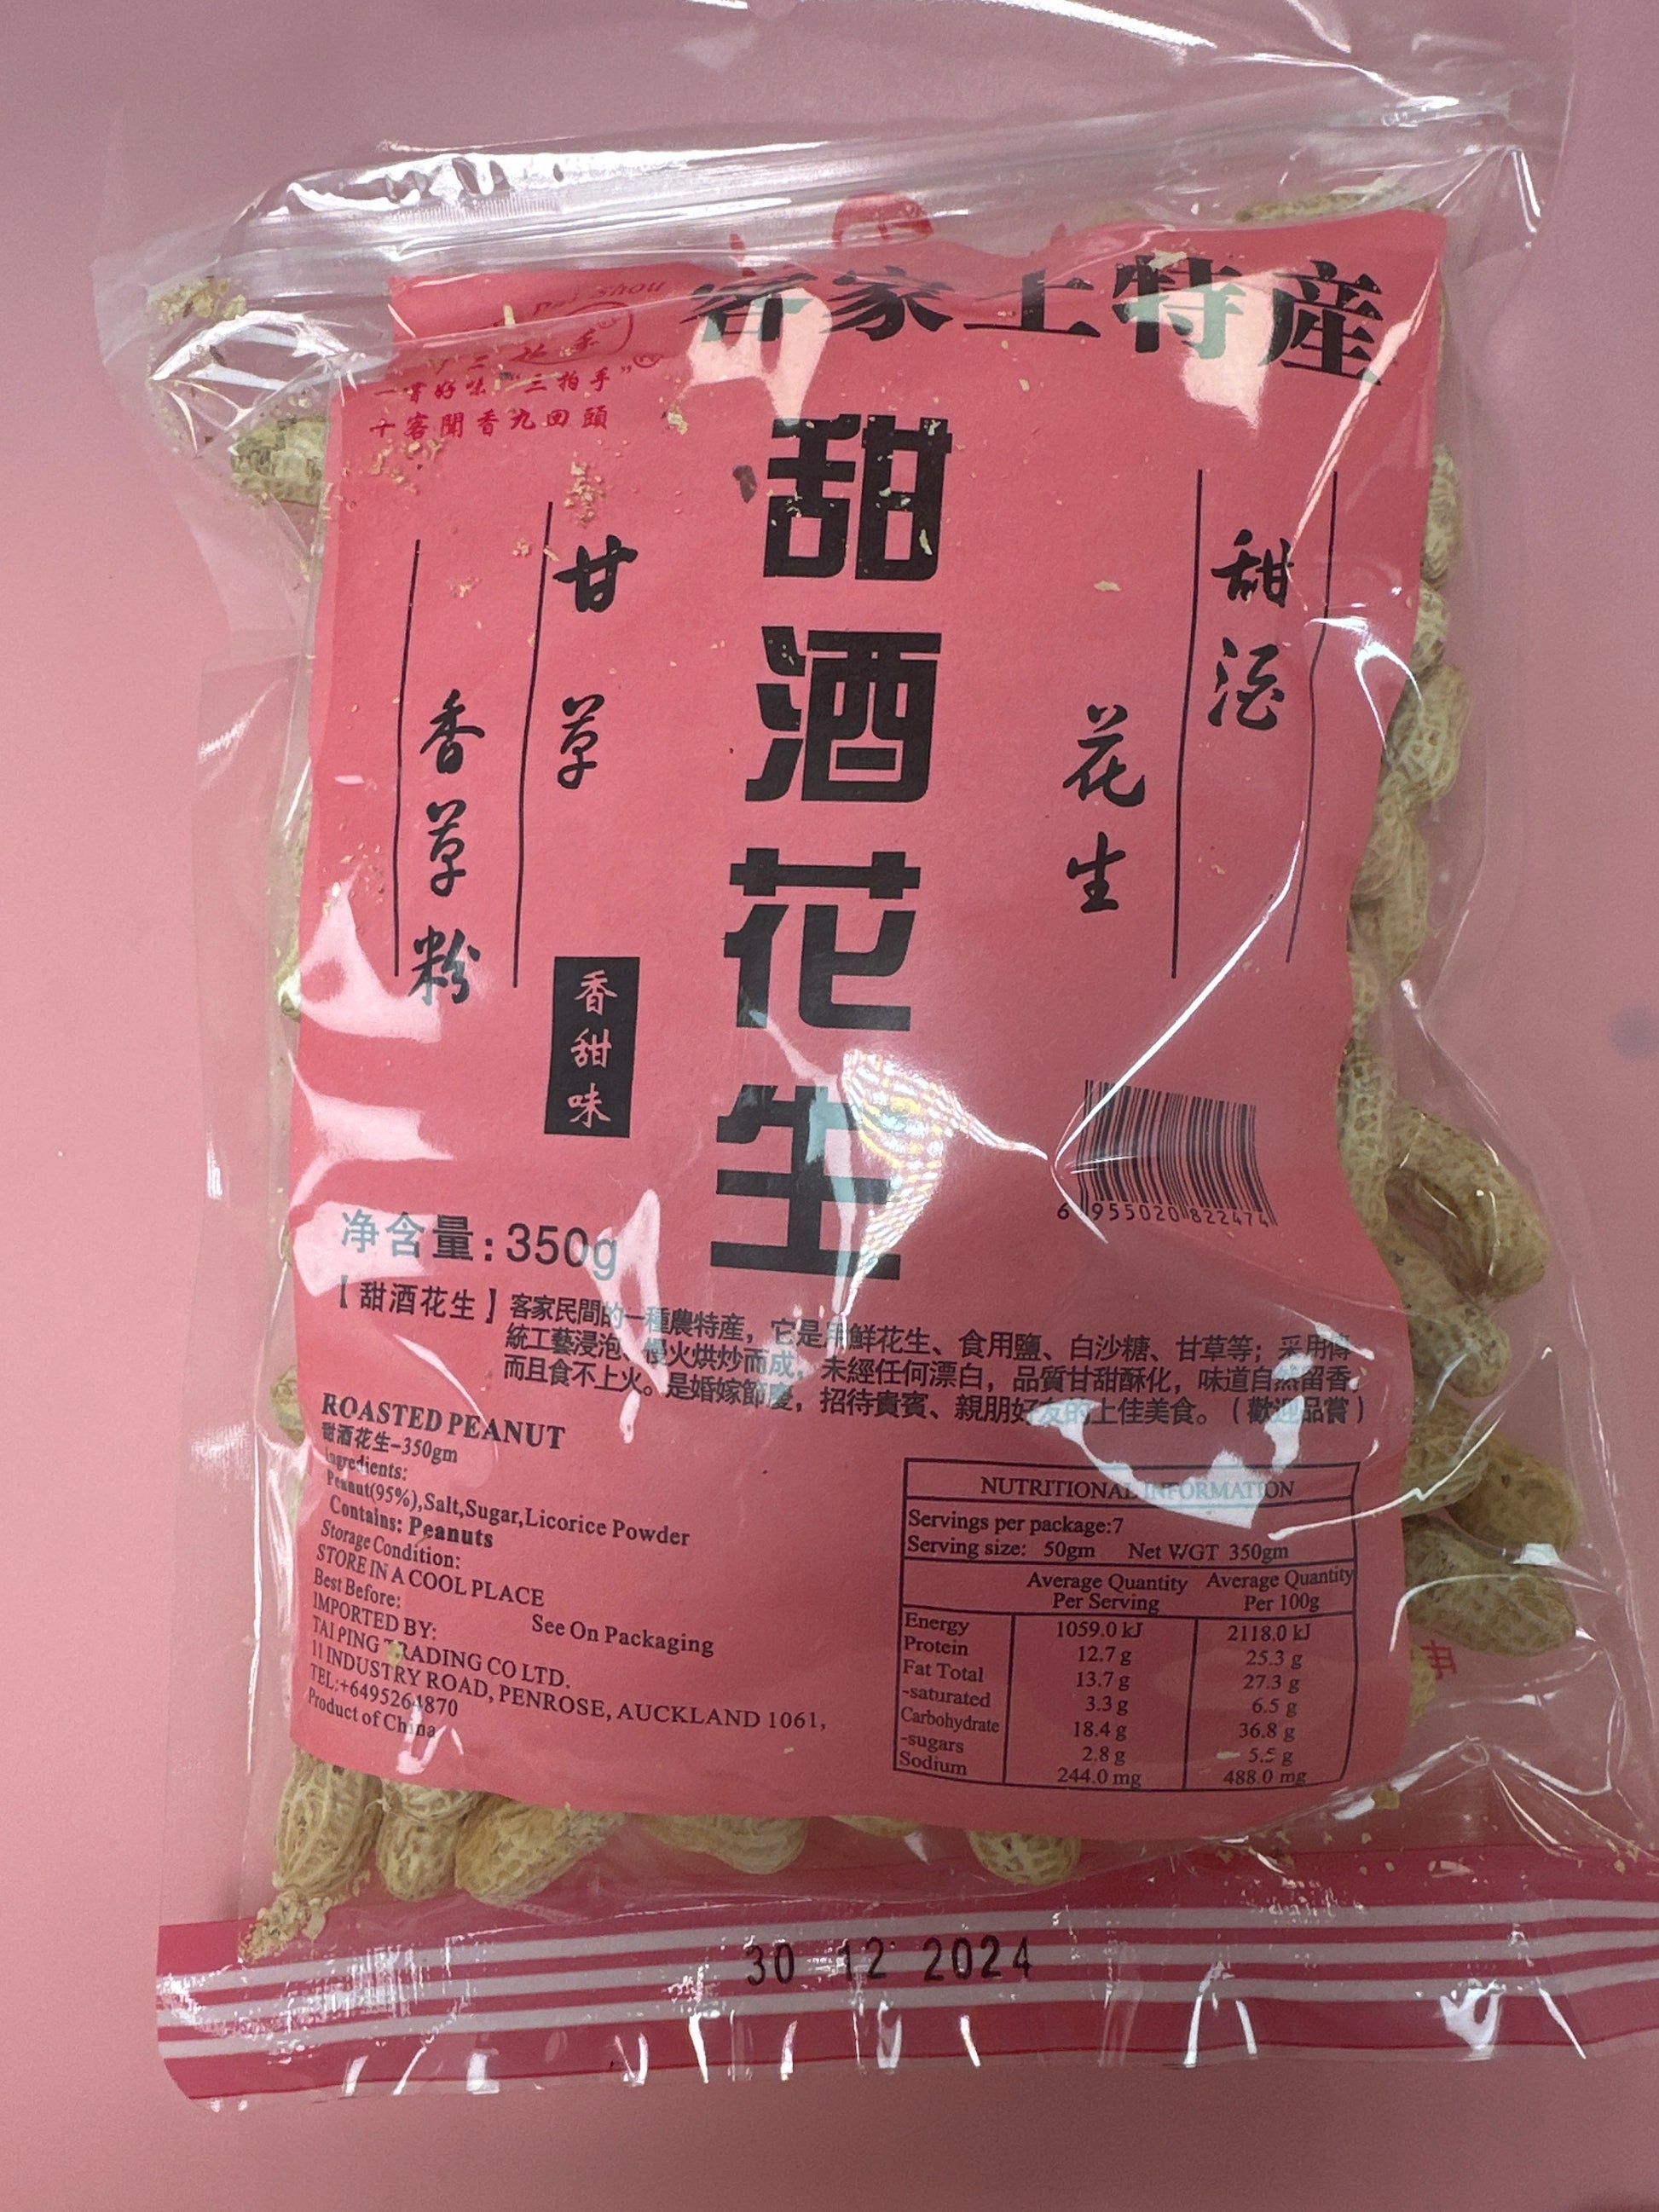 客家土特産
Pai Shou
一嘗好味“三拍手”
十客聞香九回頭
甜酒花生
甜酒
花生
甘草
香草粉
香甜味
6 955020 822474
净含量:350g
【甜酒花生】客家民間的一種農特産，它是用鮮花生、食用鹽、白沙糖、甘草等；采用傳
統工藝浸泡、慢火烘炒而成，未經任何漂白，品質甘甜酥化，味道自然留香，
而且食不上火。是婚嫁節慶，招待貴賓、親朋好友的上佳美食。（歡迎品嘗）
ROASTED PEANUT
甜酒花生-350gm
Ingredients:
Peanut(95%),Salt,Sugar,Licorice Powder
Contains: Peanuts
Storage Condition:
STORE IN A COOL PLACE
Best Before: See On Packaging
IMPORTED BY:
TAI PING TRADING CO LTD.
11 INDUSTRY ROAD, PENROSE, AUCKLAND 1061,
TEL:+6495264870
Product of China
NUTRITIONAL INFORMATION
Servings per package:7
Serving size: 50gm Net WGT 350gm
Average Quantity Per Serving Average Quantity Per 100g
Energy 1059.0 kJ 2118.0 kJ
Protein 12.7 g 25.3 g
Fat Total 13.7 g 27.3 g
-saturated 3.3 g 6.5 g
Carbohydrate 18.4 g 36.8 g
-sugars 2.8 g 5.5 g
Sodium 244.0 mg 488.0 mg
30 12 2024